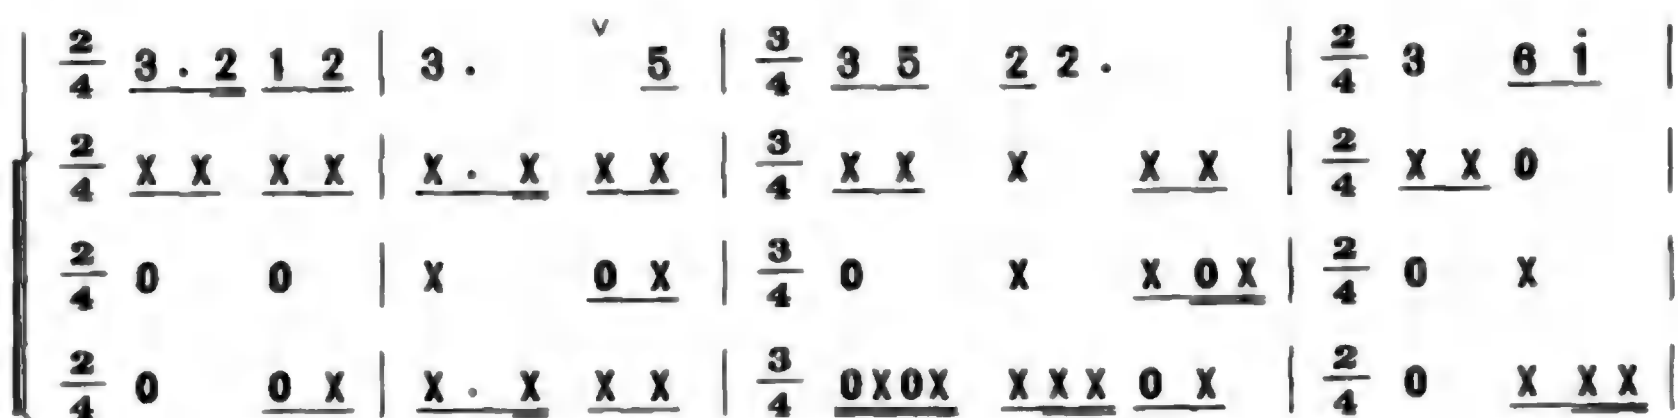 2/4 3 . 2 1 2 | 3 . ∨ 5 | 3/4 3 5 2 2 . | 2/4 3 6 i |
2/4 X X X X | X . X X X | 3/4 X X X X X | 2/4 X X 0 |
2/4 0 0 | X 0 X | 3/4 0 X X 0 X | 2/4 0 X |
2/4 0 0 X | X . X X X | 3/4 0 X 0 X X X X 0 X | 2/4 0 X X X |